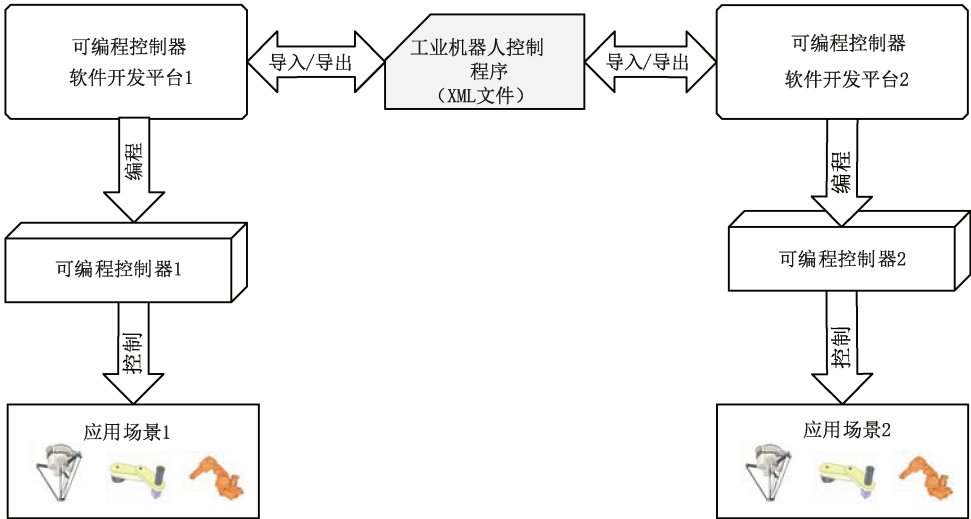 可编程控制器
软件开发平台1
导入/导出
工业机器人控制
程序
（XML文件）
导入/导出
可编程控制器
软件开发平台2
编程
编程
可编程控制器1
可编程控制器2
控制
控制
应用场景1
应用场景2